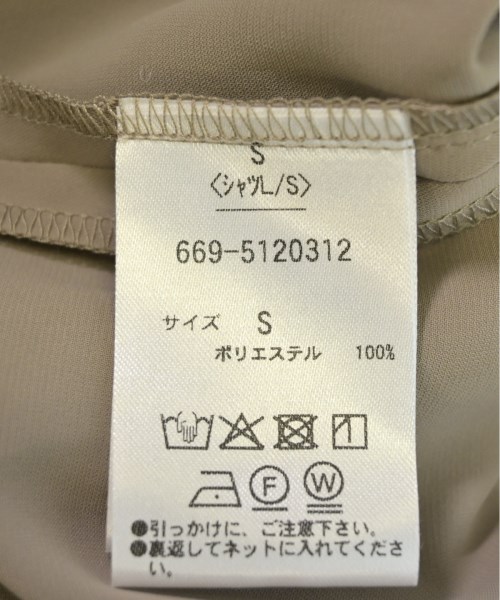 S
〈シャツL/S〉
669-5120312
サイズ S
ポリエステル 100%
F W
●引っかけに、ご注意下さい。
●裏返してネットに入れてくださ
い。